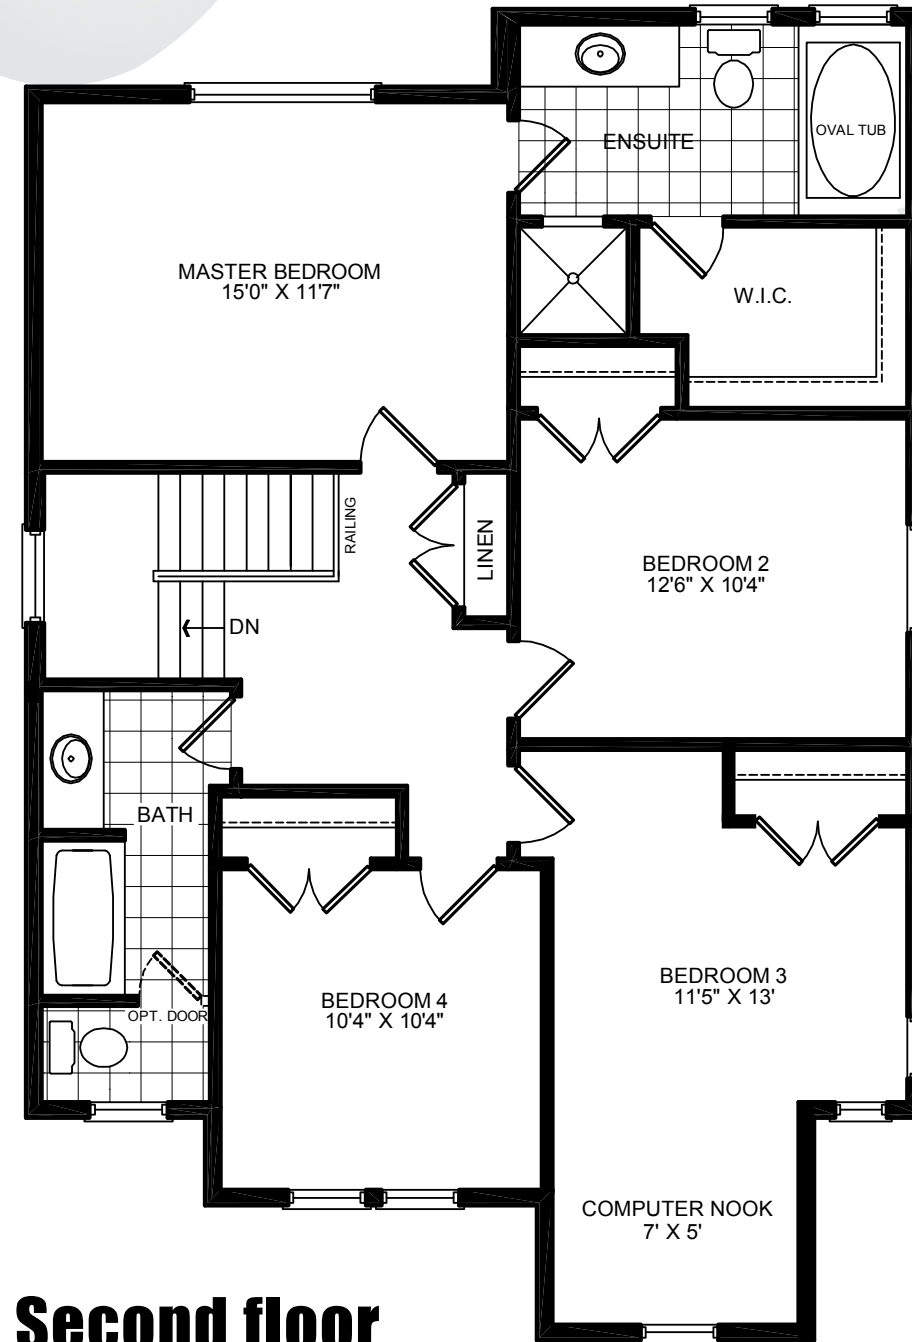 ENSUITE
OVAL TUB
MASTER BEDROOM
15'0" X 11'7"
W.I.C.
RAILING
LINEN
BEDROOM 2
12'6" X 10'4"
DN
BATH
BEDROOM 3
11'5" X 13'
BEDROOM 4
10'4" X 10'4"
OPT. DOOR
COMPUTER NOOK
7' X 5'
Second floor